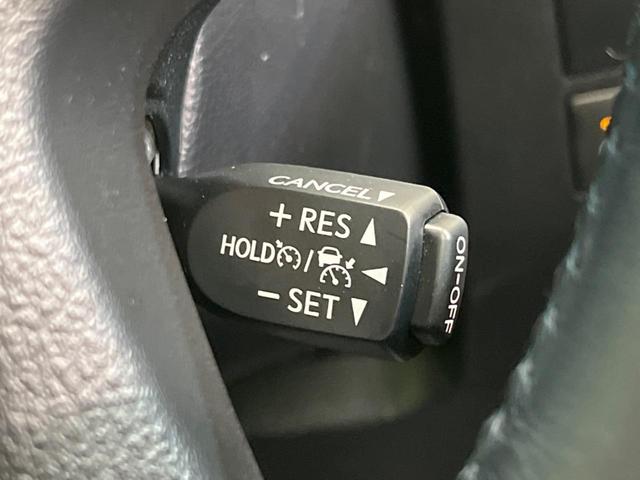 CANCEL▼
+ RES ▲
HOLD / ◀
− SET ▼
ON−OFF